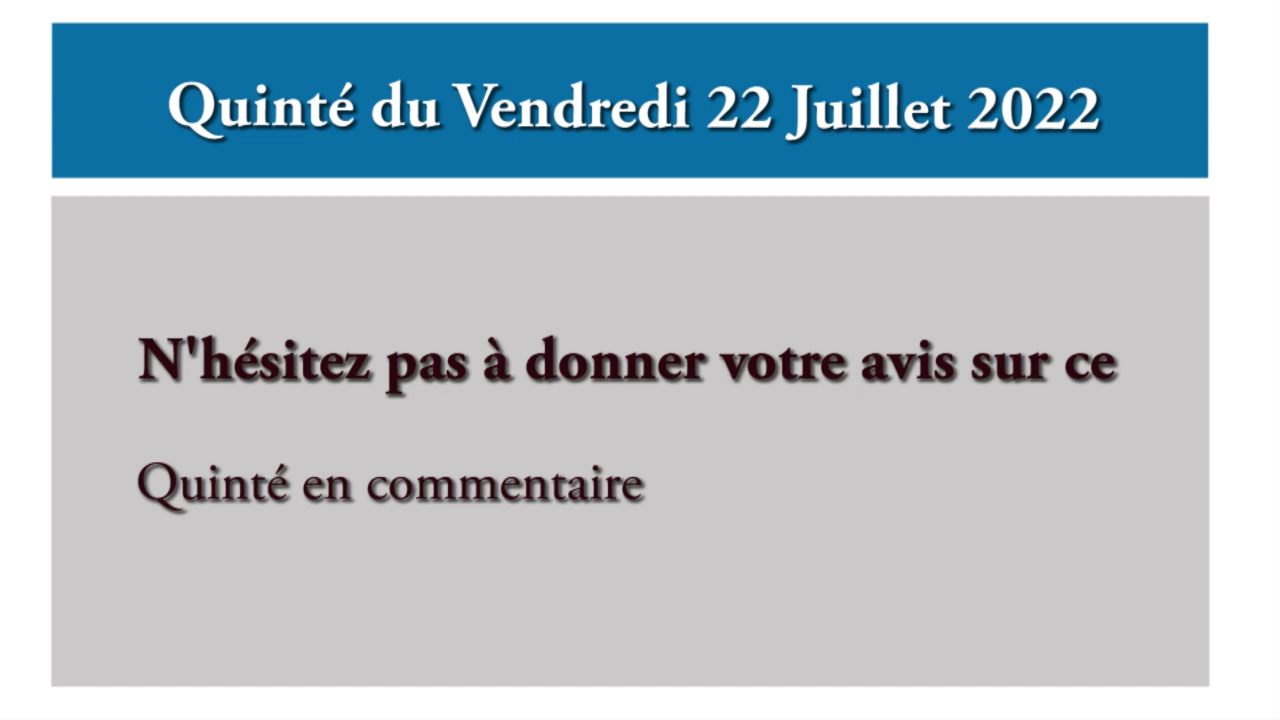 Quinté du Vendredi 22 Juillet 2022
N'hésitez pas à donner votre avis sur ce
Quinté en commentaire